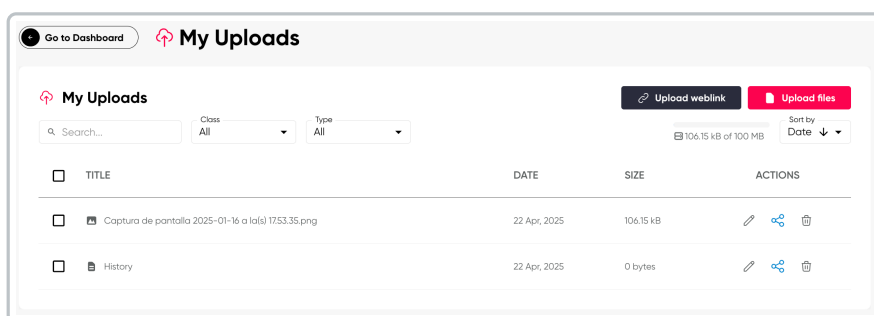 Go to Dashboard
My Uploads
My Uploads
Upload weblink
Upload files
Search...
Class
All
Type
All
106.15 kB of 100 MB
Sort by
Date
TITLE DATE SIZE ACTIONS
Captura de pantalla 2025-01-16 a la(s) 17.53.35.png 22 Apr, 2025 106.15 kB
History 22 Apr, 2025 0 bytes